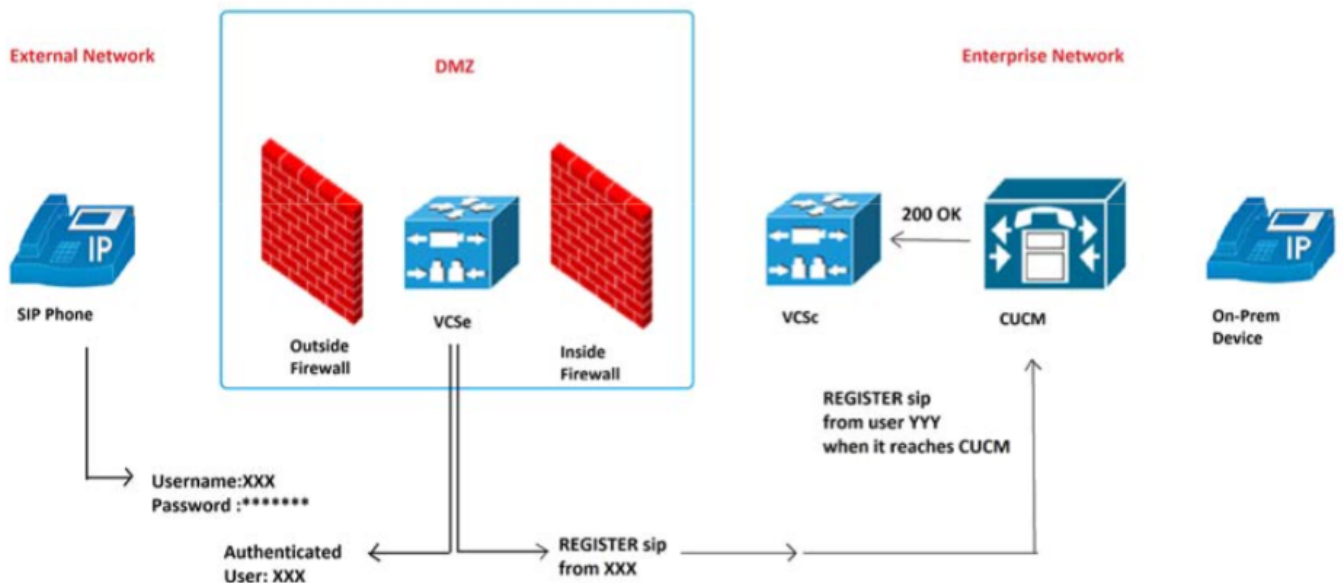 External Network
DMZ
Enterprise Network
IP
SIP Phone
Outside
Firewall
VCSe
Inside
Firewall
VCSc
200 OK
CUCM
IP
On-Prem
Device
Username:XXX
Password :*******
Authenticated
User: XXX
REGISTER sip
from XXX
REGISTER sip
from user YYY
when it reaches CUCM